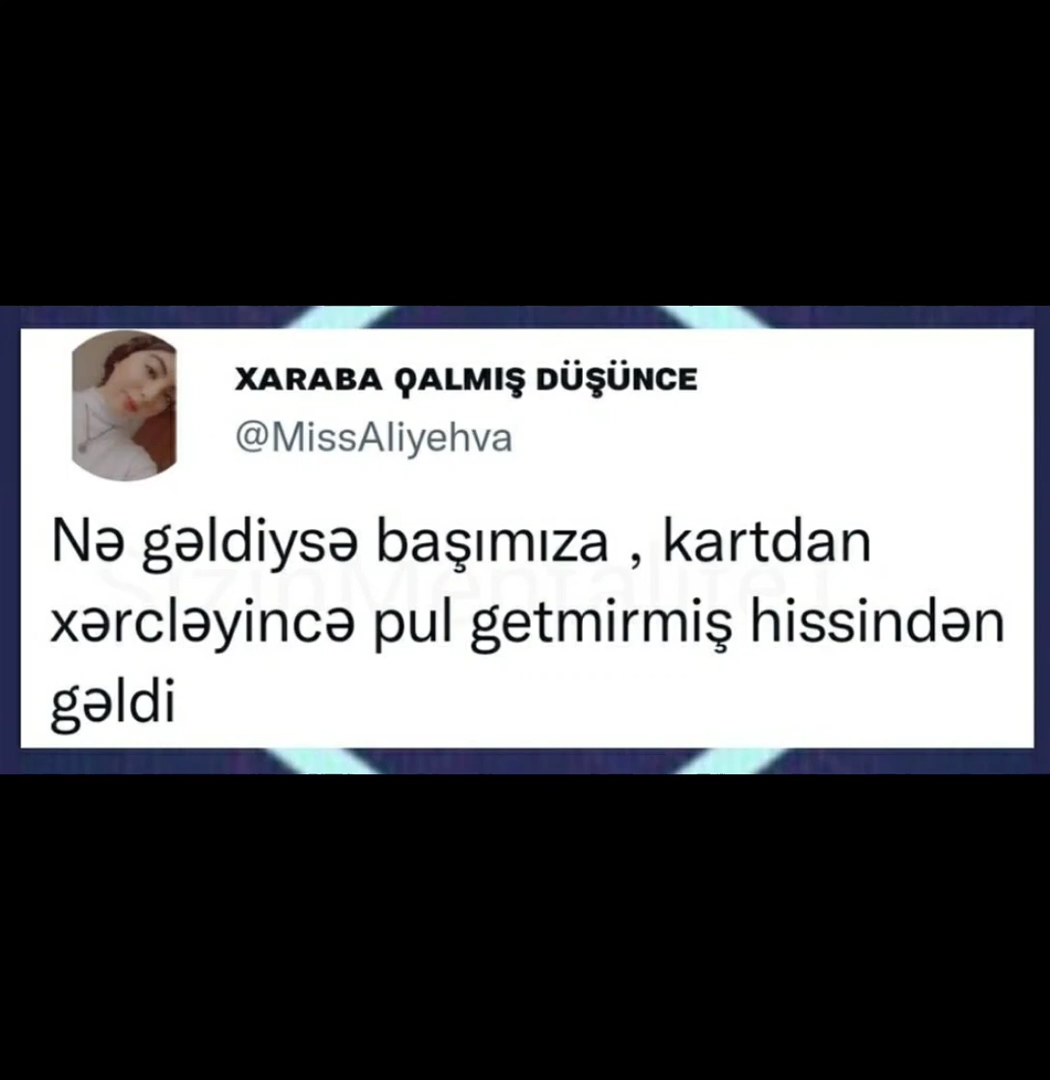 XARABA QALMIŞ DÜŞÜNCE
@MissAliyehva
Nə gəldiysə başımıza , kartdan
xərcləyincə pul getmirmiş hissindən
gəldi